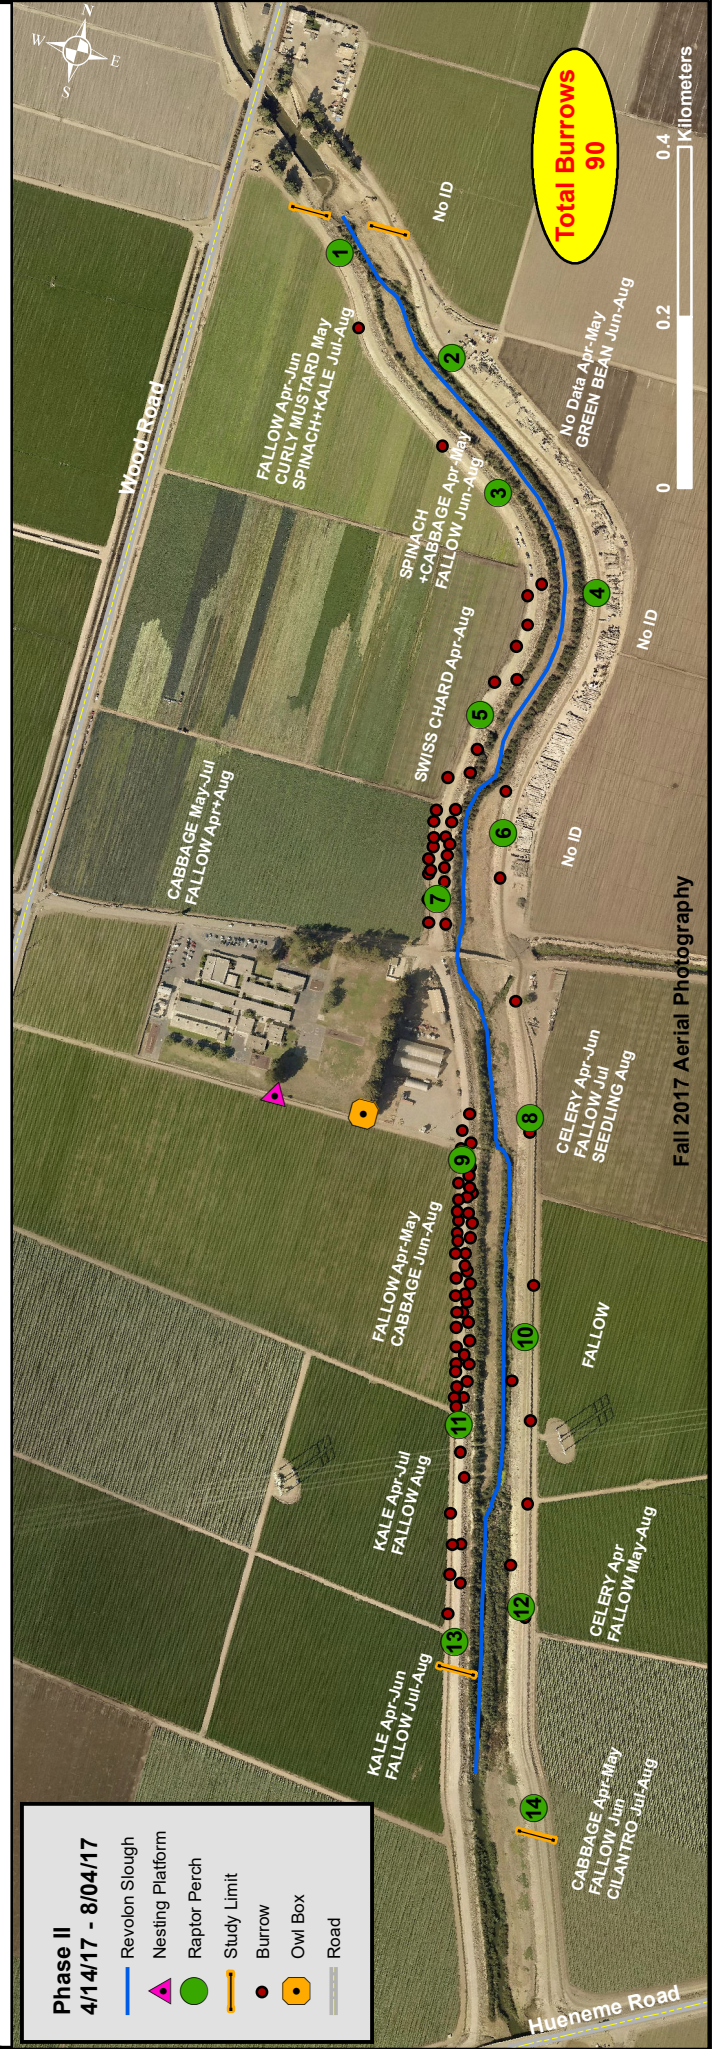 Phase II
4/14/17 - 8/04/17
Revolon Slough
Nesting Platform
Raptor Perch
Study Limit
Burrow
Owl Box
Road
N
W
E
S
Wood Road
Hueneme Road
Total Burrows
90
0
0.2
0.4
Kilometers
Fall 2017 Aerial Photography
KALE Apr-Jun
FALLOW Jul-Aug
KALE Apr-Jul
FALLOW Aug
FALLOW Apr-May
CABBAGE Jun-Aug
CABBAGE May-Jul
FALLOW Apr+Aug
SWISS CHARD Apr-Aug
SPINACH
+CABBAGE Apr-May
FALLOW Jun-Aug
FALLOW Apr-Jun
CURLY MUSTARD May
SPINACH+KALE Jul-Aug
CABBAGE Apr-May
FALLOW Jun
CILANTRO Jul-Aug
CELERY Apr
FALLOW May-Aug
FALLOW
CELERY Apr-Jun
FALLOW Jul
SEEDLING Aug
No ID
No ID
No Data Apr-May
GREEN BEAN Jun-Aug
No ID
1
2
3
4
5
6
7
8
9
10
11
12
13
14